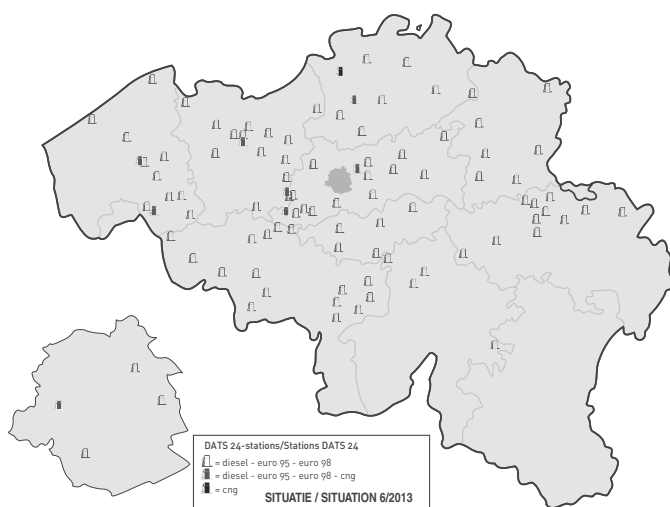 DATS 24-stations/Stations DATS 24
= diesel - euro 95 - euro 98
= diesel - euro 95 - euro 98 - cng
= cng
SITUATIE / SITUATION 6/2013